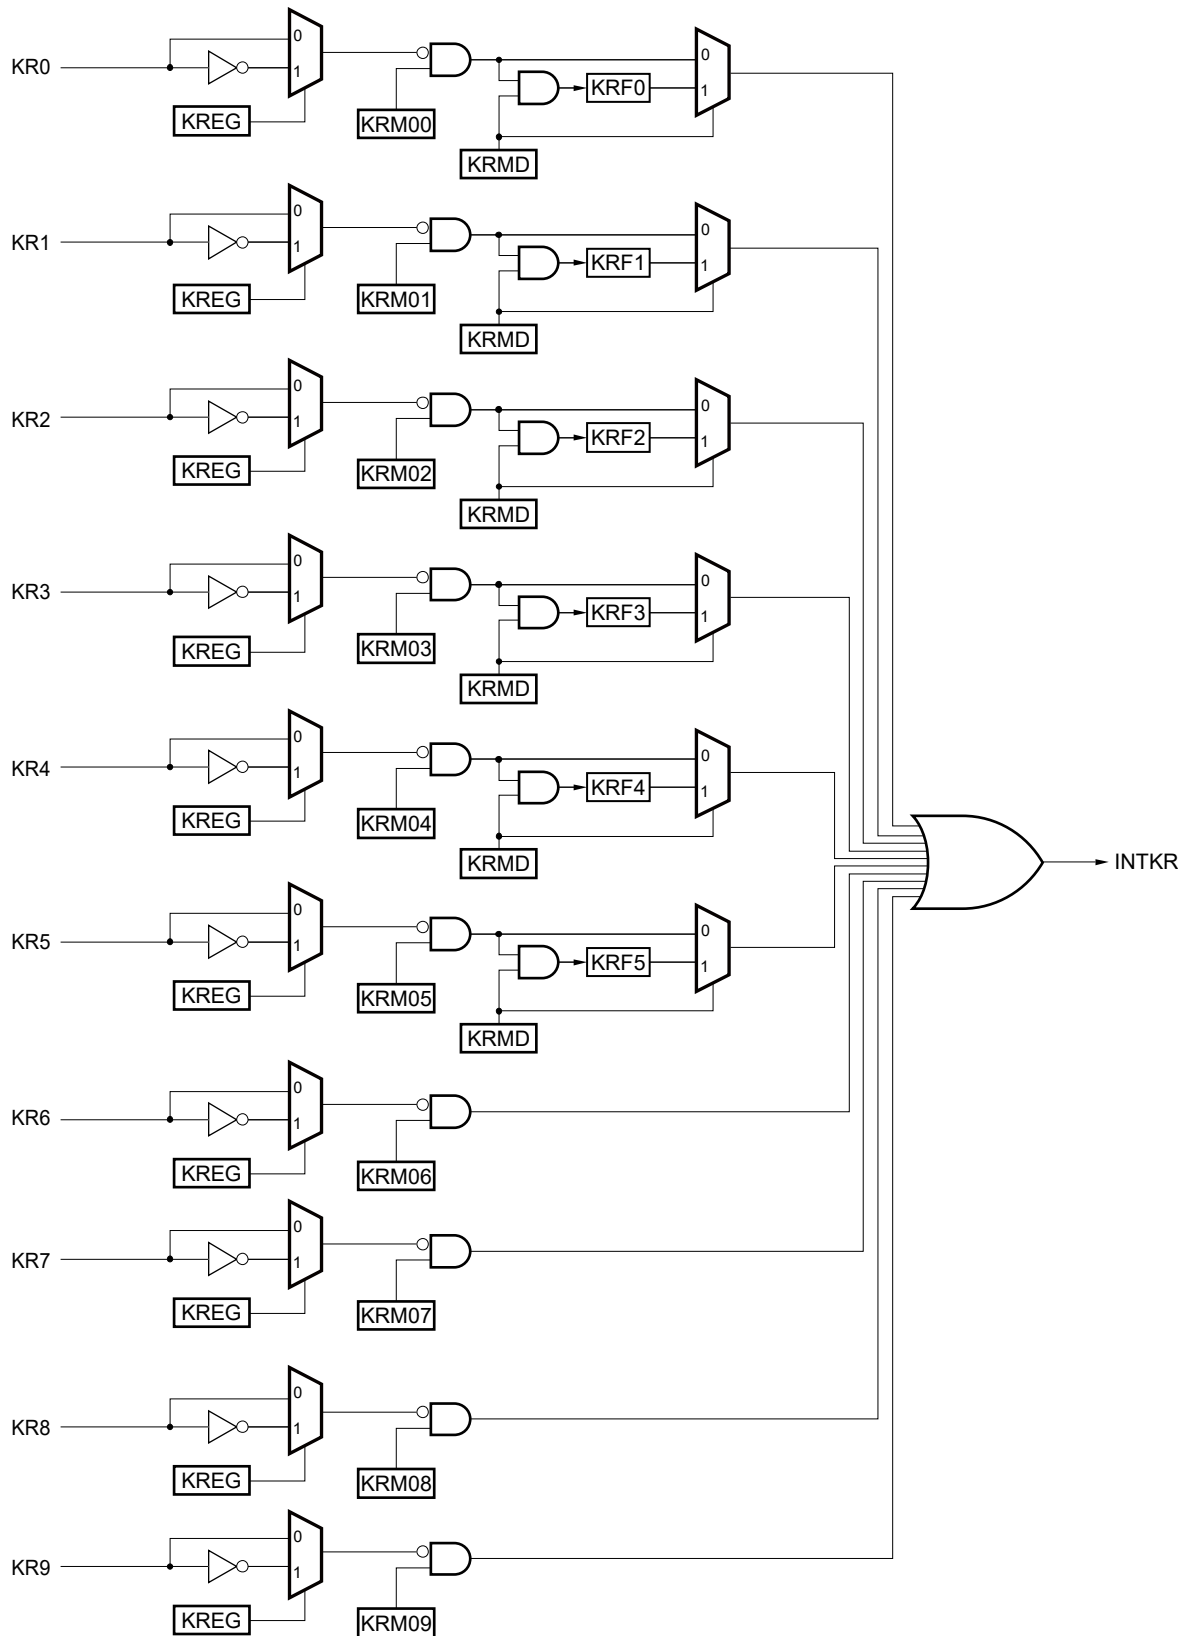 0
KR0
1
0
1
KREG
KRM00
KRF0
KRMD
0
KR1
1
0
1
KREG
KRM01
KRF1
KRMD
0
KR2
1
0
1
KREG
KRM02
KRF2
KRMD
0
KR3
1
0
1
KREG
KRM03
KRF3
KRMD
0
KR4
1
0
1
KREG
KRM04
KRF4
KRMD
INTKR
0
KR5
1
0
1
KREG
KRM05
KRF5
KRMD
0
KR6
1
KREG
KRM06
0
KR7
1
KREG
KRM07
0
KR8
1
KREG
KRM08
0
KR9
1
KREG
KRM09